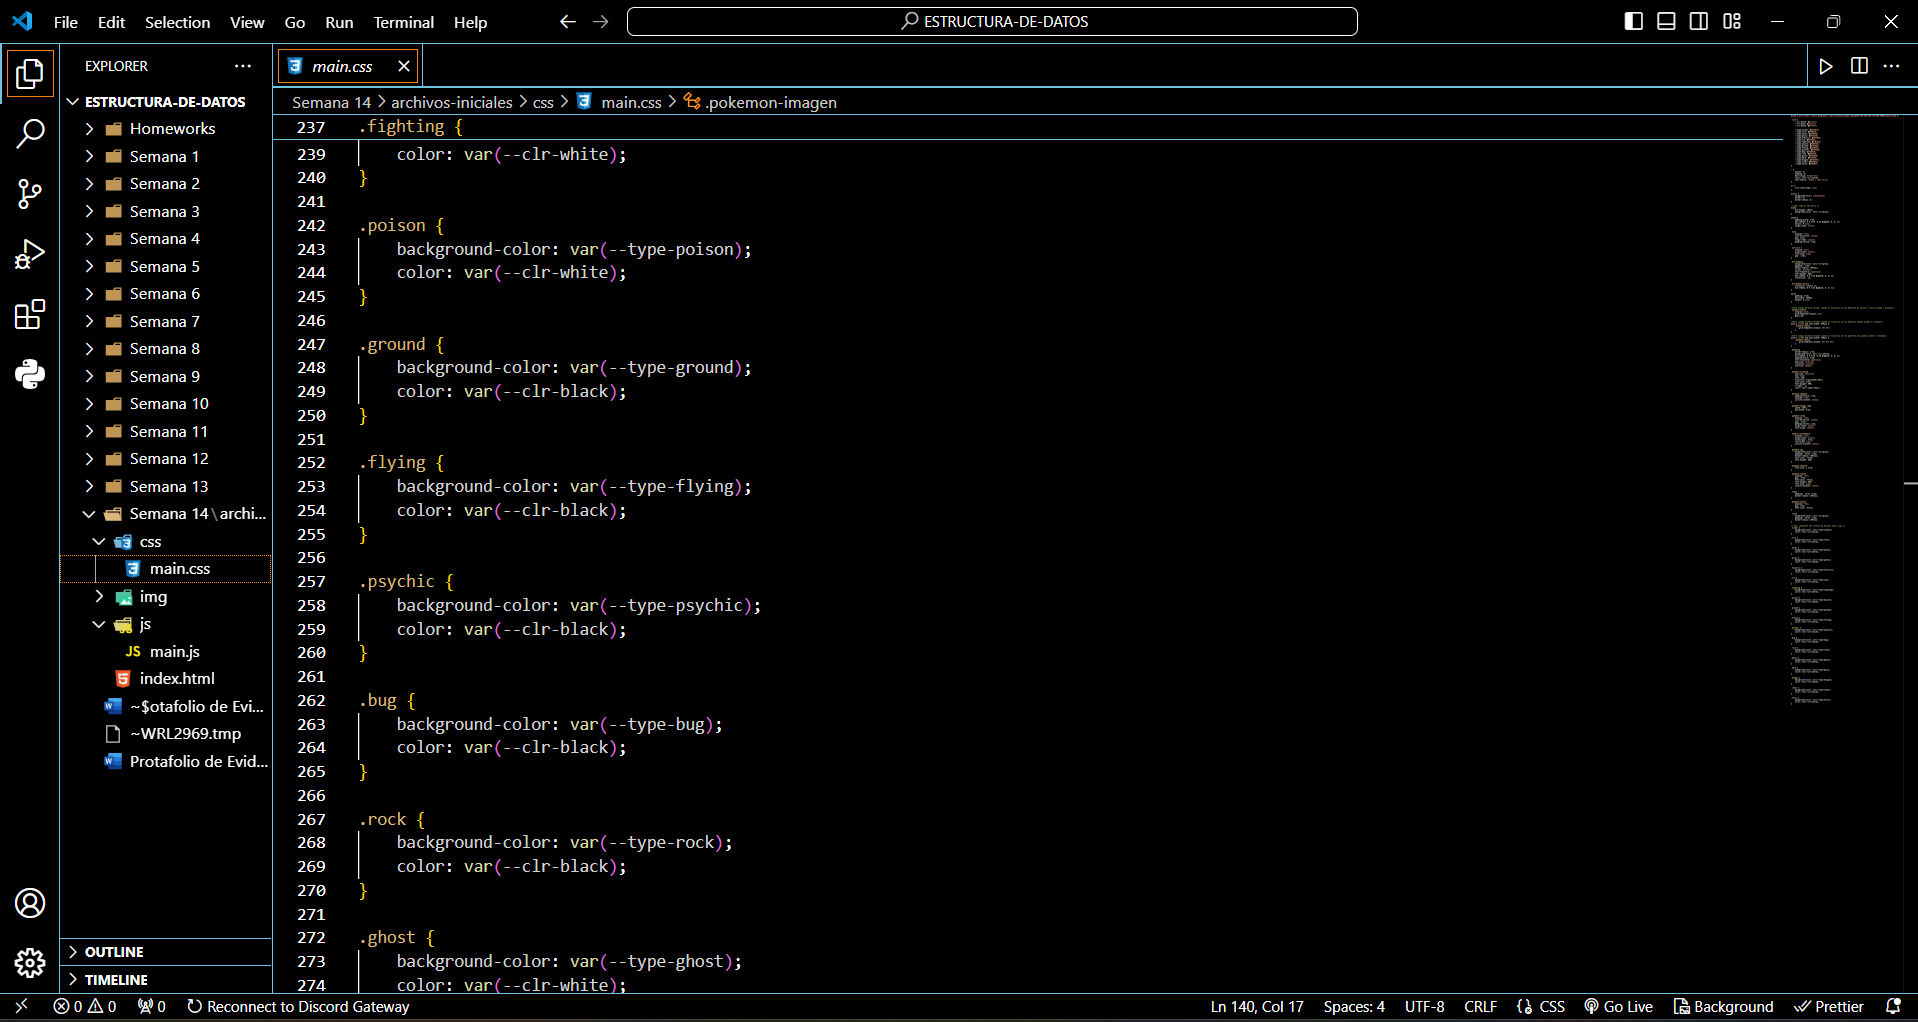 File Edit Selection View Go Run Terminal Help
ESTRUCTURA-DE-DATOS
EXPLORER
ESTRUCTURA-DE-DATOS
Homeworks
Semana 1
Semana 2
Semana 3
Semana 4
Semana 5
Semana 6
Semana 7
Semana 8
Semana 9
Semana 10
Semana 11
Semana 12
Semana 13
Semana 14\archi...
css
main.css
img
js
JS main.js
index.html
~$otafolio de Evi...
~WRL2969.tmp
Protafolio de Evid...
OUTLINE
TIMELINE
main.css
Semana 14 > archivos-iniciales > css > main.css > .pokemon-imagen
237 .fighting {
239 color: var(--clr-white);
240 }
241
242 .poison {
243 background-color: var(--type-poison);
244 color: var(--clr-white);
245 }
246
247 .ground {
248 background-color: var(--type-ground);
249 color: var(--clr-black);
250 }
251
252 .flying {
253 background-color: var(--type-flying);
254 color: var(--clr-black);
255 }
256
257 .psychic {
258 background-color: var(--type-psychic);
259 color: var(--clr-black);
260 }
261
262 .bug {
263 background-color: var(--type-bug);
264 color: var(--clr-black);
265 }
266
267 .rock {
268 background-color: var(--type-rock);
269 color: var(--clr-black);
270 }
271
272 .ghost {
273 background-color: var(--type-ghost);
274 color: var(--clr-white);
0 0 0 Reconnect to Discord Gateway Ln 140, Col 17 Spaces: 4 UTF-8 CRLF {} CSS Go Live Background Prettier